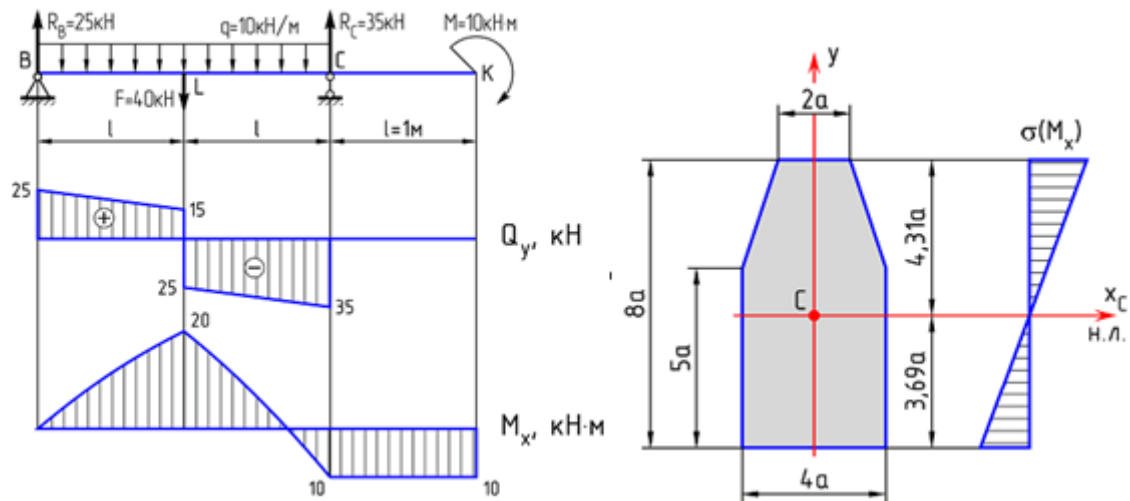 R_B=25кН
q=10кН/м
R_C=35кН
M=10кН·м
B
C
K
L
F=40кН
l
l
l=1м
25
+
15
Q_y, кН
−
25
35
20
M_x, кН·м
10
10
y
2a
σ(M_x)
4,31a
8a
C
x_C
н.л.
5a
3,69a
4a